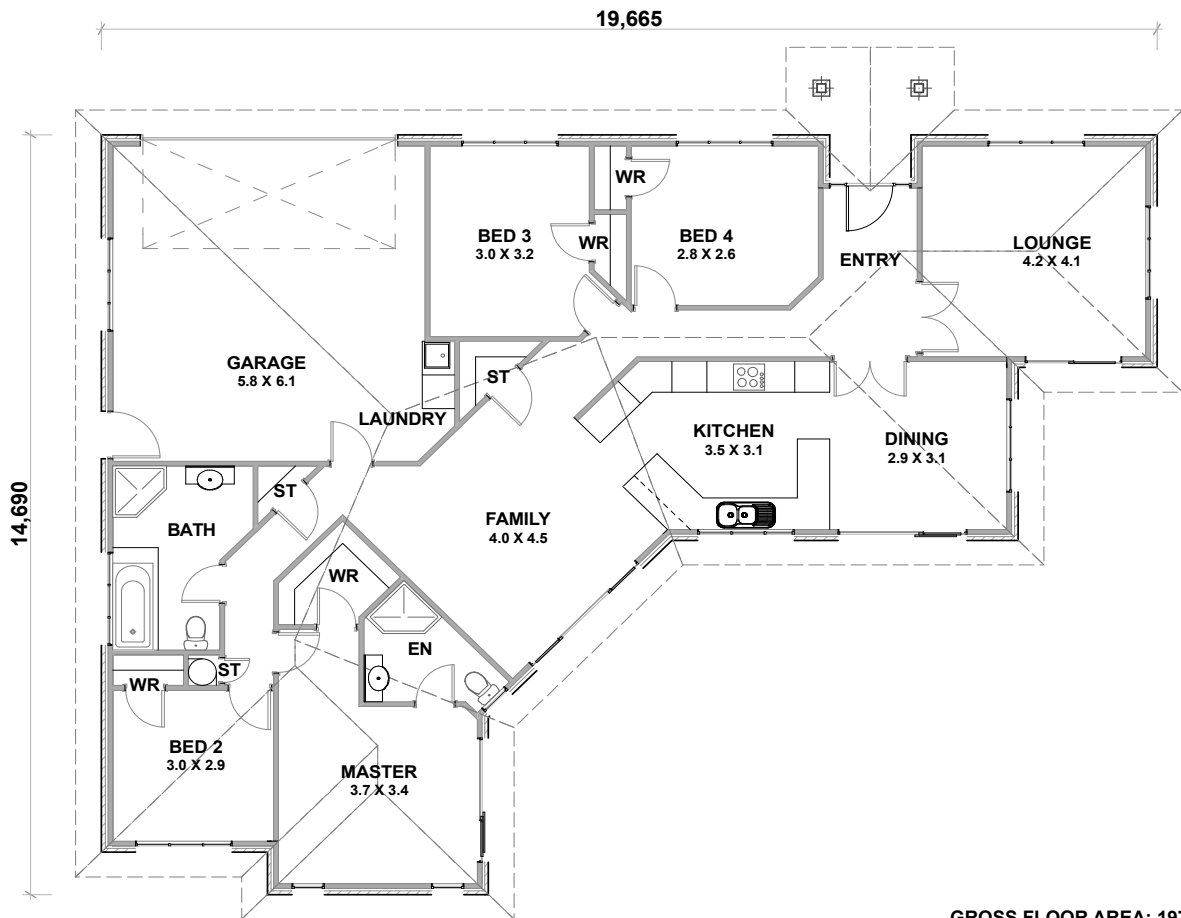 19,665
14,690
WR
BED 3
3.0 X 3.2
WR
BED 4
2.8 X 2.6
ENTRY
LOUNGE
4.2 X 4.1
GARAGE
5.8 X 6.1
ST
LAUNDRY
KITCHEN
3.5 X 3.1
DINING
2.9 X 3.1
ST
BATH
FAMILY
4.0 X 4.5
WR
EN
ST
WR
BED 2
3.0 X 2.9
MASTER
3.7 X 3.4
GROSS FLOOR AREA: